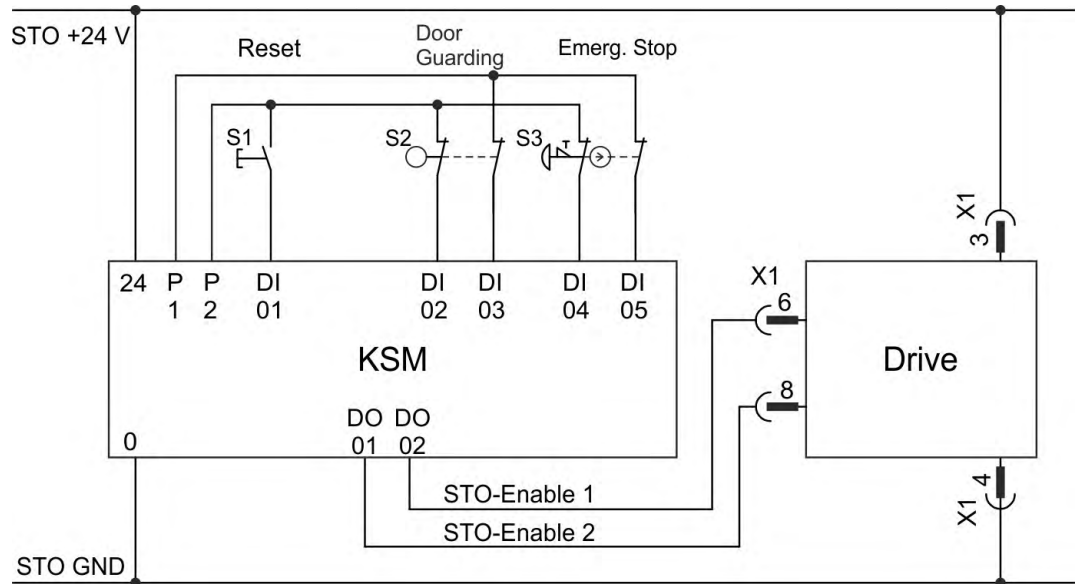 STO +24 V
Reset
Door
Guarding
Emerg. Stop
S1
S2
S3
X1
3
24
P
1
P
2
DI
01
DI
02
DI
03
DI
04
DI
05
X1
6
8
KSM
Drive
0
DO
01
DO
02
4
X1
STO-Enable 1
STO-Enable 2
STO GND